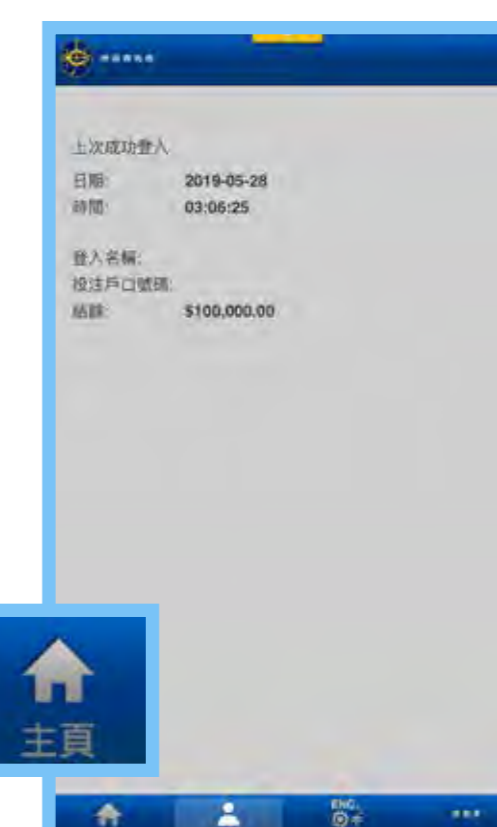 上次成功登入
日期: 2019-05-28
時間: 03:06:25
登入名稱:
投注戶口號碼:
結餘: $100,000.00
主頁
ENG.